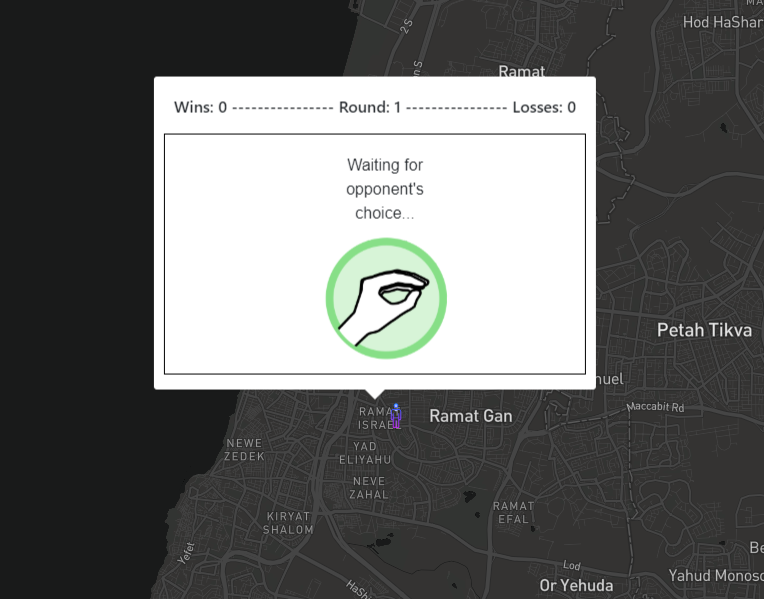 2 S
Hod HaShar
Ramat
Wins: 0 ---------------- Round: 1 ---------------- Losses: 0
Waiting for
opponent's
choice...
Petah Tikva
nuel
Maccabit Rd
RAMAT
ISRAEL
Ramat Gan
NEWE
ZEDEK
YAD
ELIYAHU
NEVE
ZAHAL
RAMAT
EFAL
KIRYAT
SHALOM
Yefet
Be
Lod
Yahud Monoso
Or Yehuda
HaSh